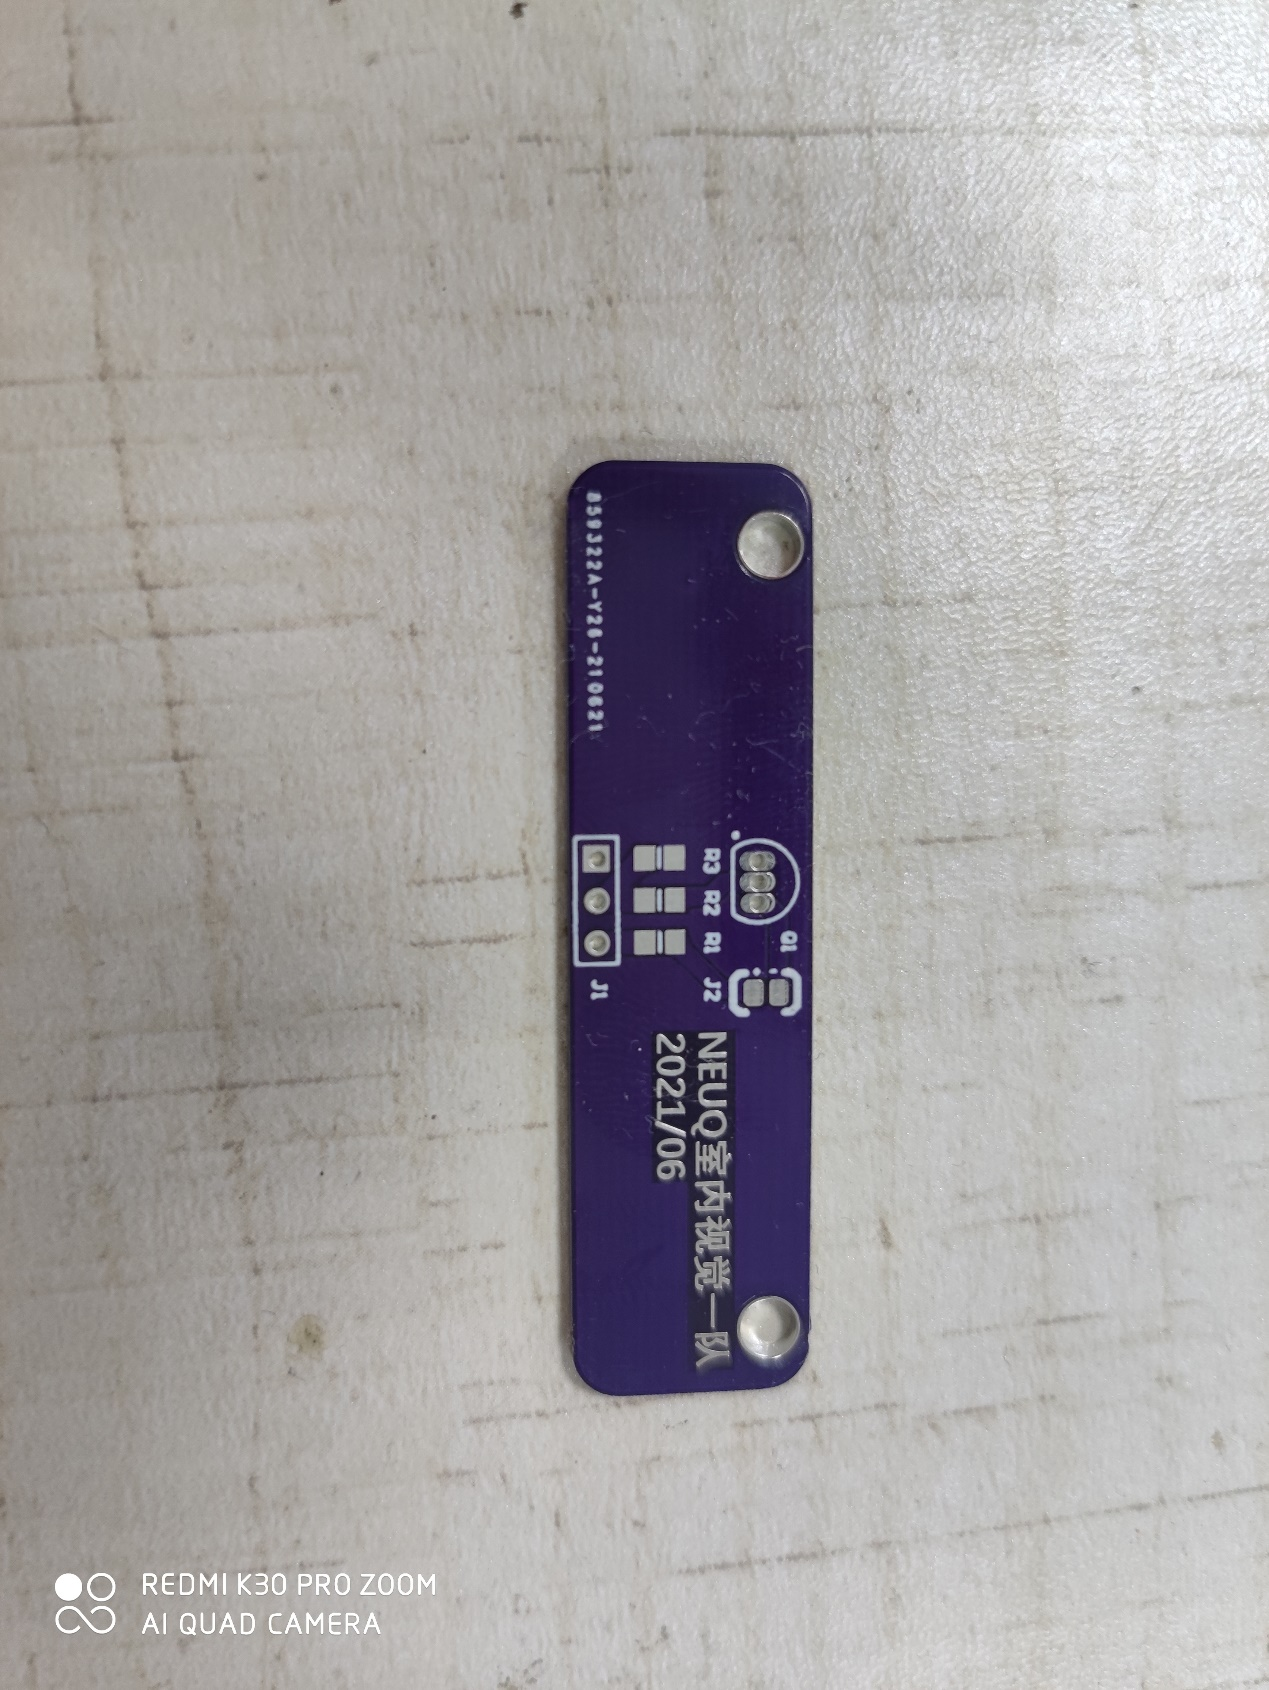 859322A-Y26-210621
R3
R2
R1
Q1
J2
J1
NEUQ室内视觉一队
2021/06
REDMI K30 PRO ZOOM
AI QUAD CAMERA